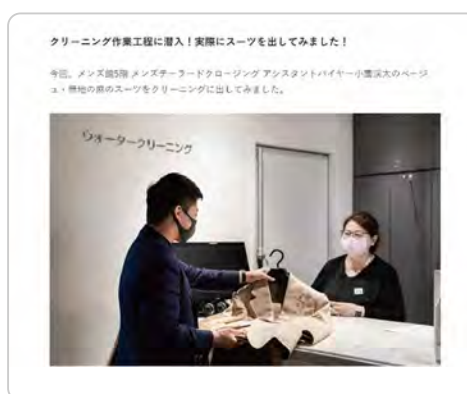 クリーニング作業工程に潜入！実際にスーツを出してみました！
今回、メンズ館5階 メンズテーラードクロージング アシスタントバイヤー小鷹渓太のベージ
ュ・無地の麻のスーツをクリーニングに出してみました。
ウォータークリーニング